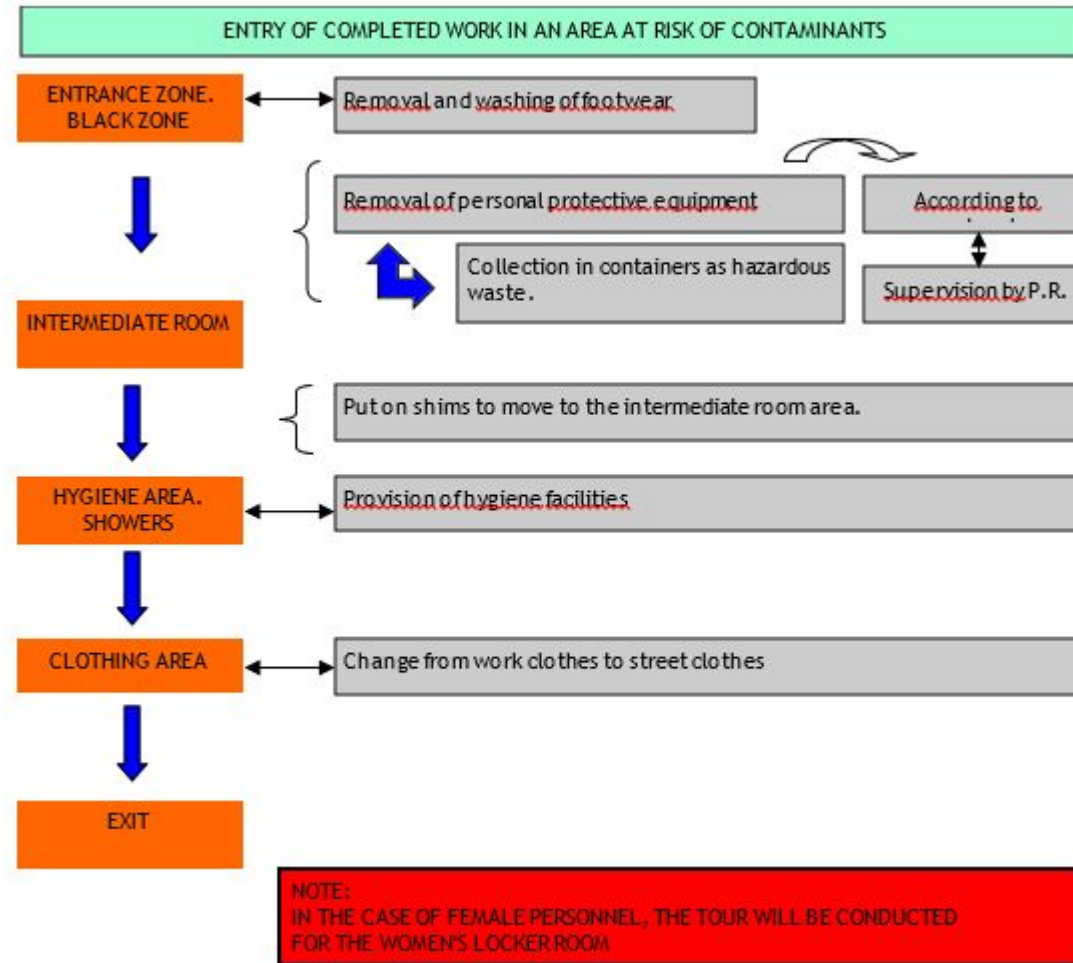 ENTRY OF COMPLETED WORK IN AN AREA AT RISK OF CONTAMINANTS
ENTRANCE ZONE.
BLACK ZONE
Removal and washing of footwear
Removal of personal protective equipment
According to
Collection in containers as hazardous
waste.
Supervision by P.R.
INTERMEDIATE ROOM
Put on shims to move to the intermediate room area.
HYGIENE AREA.
SHOWERS
Provision of hygiene facilities
CLOTHING AREA
Change from work clothes to street clothes
EXIT
NOTE:
IN THE CASE OF FEMALE PERSONNEL, THE TOUR WILL BE CONDUCTED
FOR THE WOMEN'S LOCKER ROOM